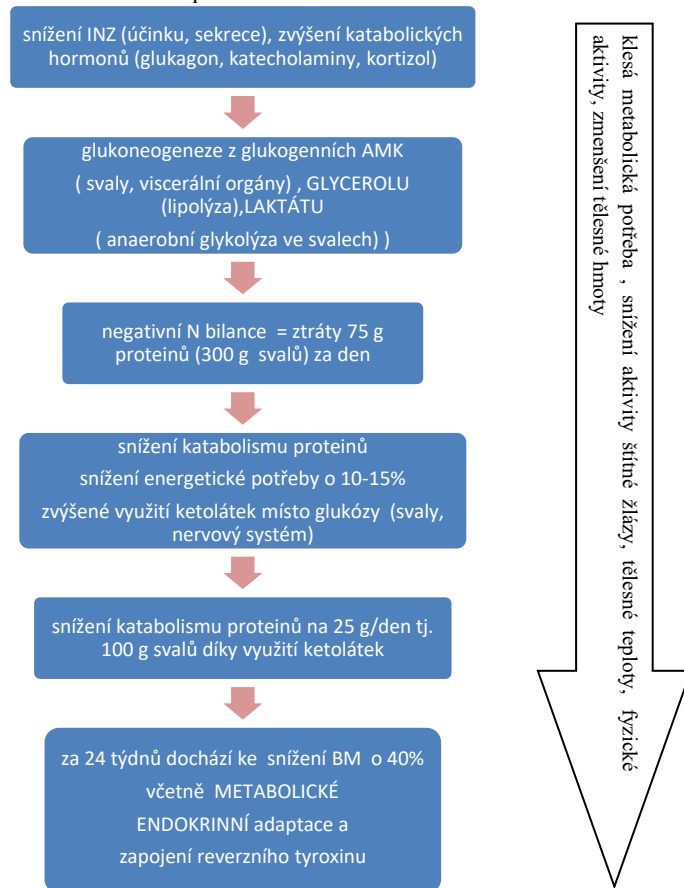 snížení INZ (účinku, sekrece), zvýšení katabolických
hormonů (glukagon, katecholaminy, kortizol)
glukoneogeneze z glukogenních AMK
( svaly, viscerální orgány) , GLYCEROLU
(lipolýza),LAKTÁTU
( anaerobní glykolýza ve svalech) )
negativní N bilance = ztráty 75 g
proteinů (300 g svalů) za den
snížení katabolismu proteinů
snížení energetické potřeby o 10-15%
zvýšené využití ketolátek místo glukózy (svaly,
nervový systém)
snížení katabolismu proteinů na 25 g/den tj.
100 g svalů díky využití ketolátek
za 24 týdnů dochází ke snížení BM o 40%
včetně METABOLICKÉ
ENDOKRINNÍ adaptace a
zapojení reverzního tyroxinu
klesá metabolická potřeba , snížení aktivity štítné žlázy, tělesné teploty, fyzické
aktivity, zmenšení tělesné hmoty